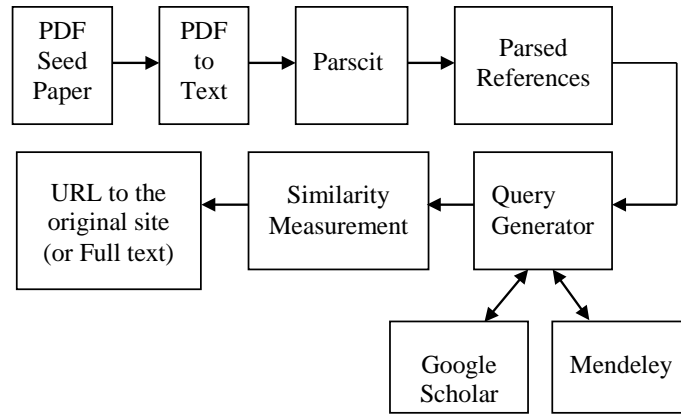 PDF
Seed
Paper
PDF
to
Text
Parscit
Parsed
References
URL to the
original site
(or Full text)
Similarity
Measurement
Query
Generator
Google
Scholar
Mendeley